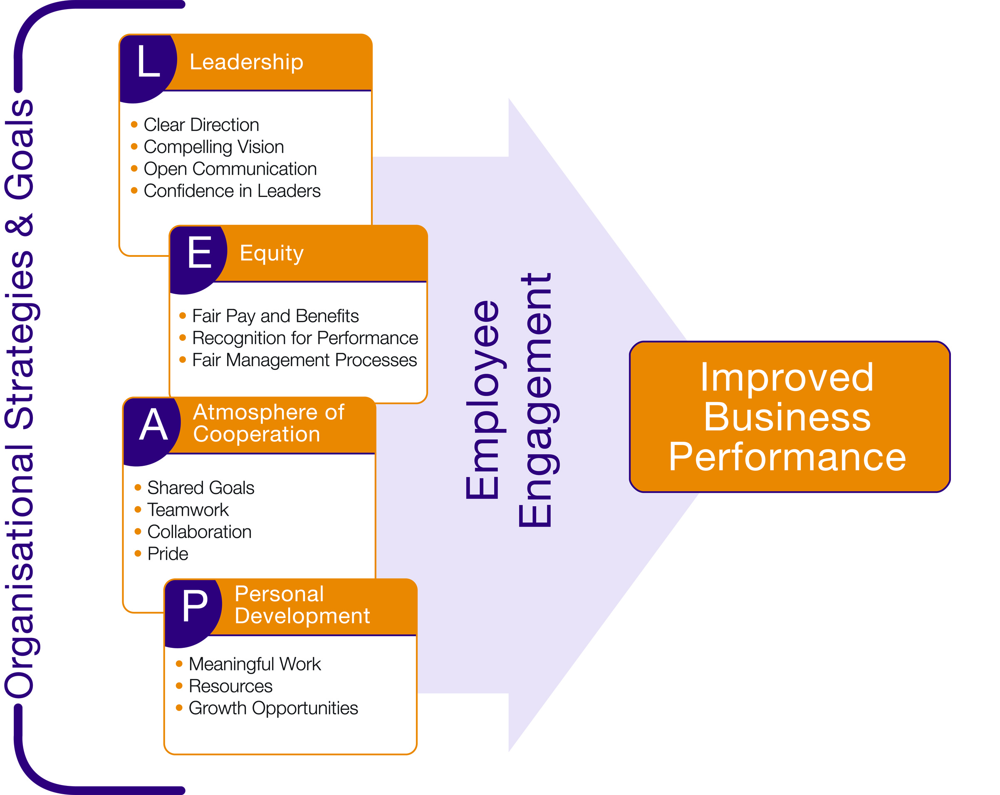 Organisational Strategies & Goals
L
Leadership
Clear Direction
Compelling Vision
Open Communication
Confidence in Leaders
E
Equity
Fair Pay and Benefits
Recognition for Performance
Fair Management Processes
A
Atmosphere of
Cooperation
Shared Goals
Teamwork
Collaboration
Pride
P
Personal
Development
Meaningful Work
Resources
Growth Opportunities
Employee
Engagement
Improved
Business
Performance